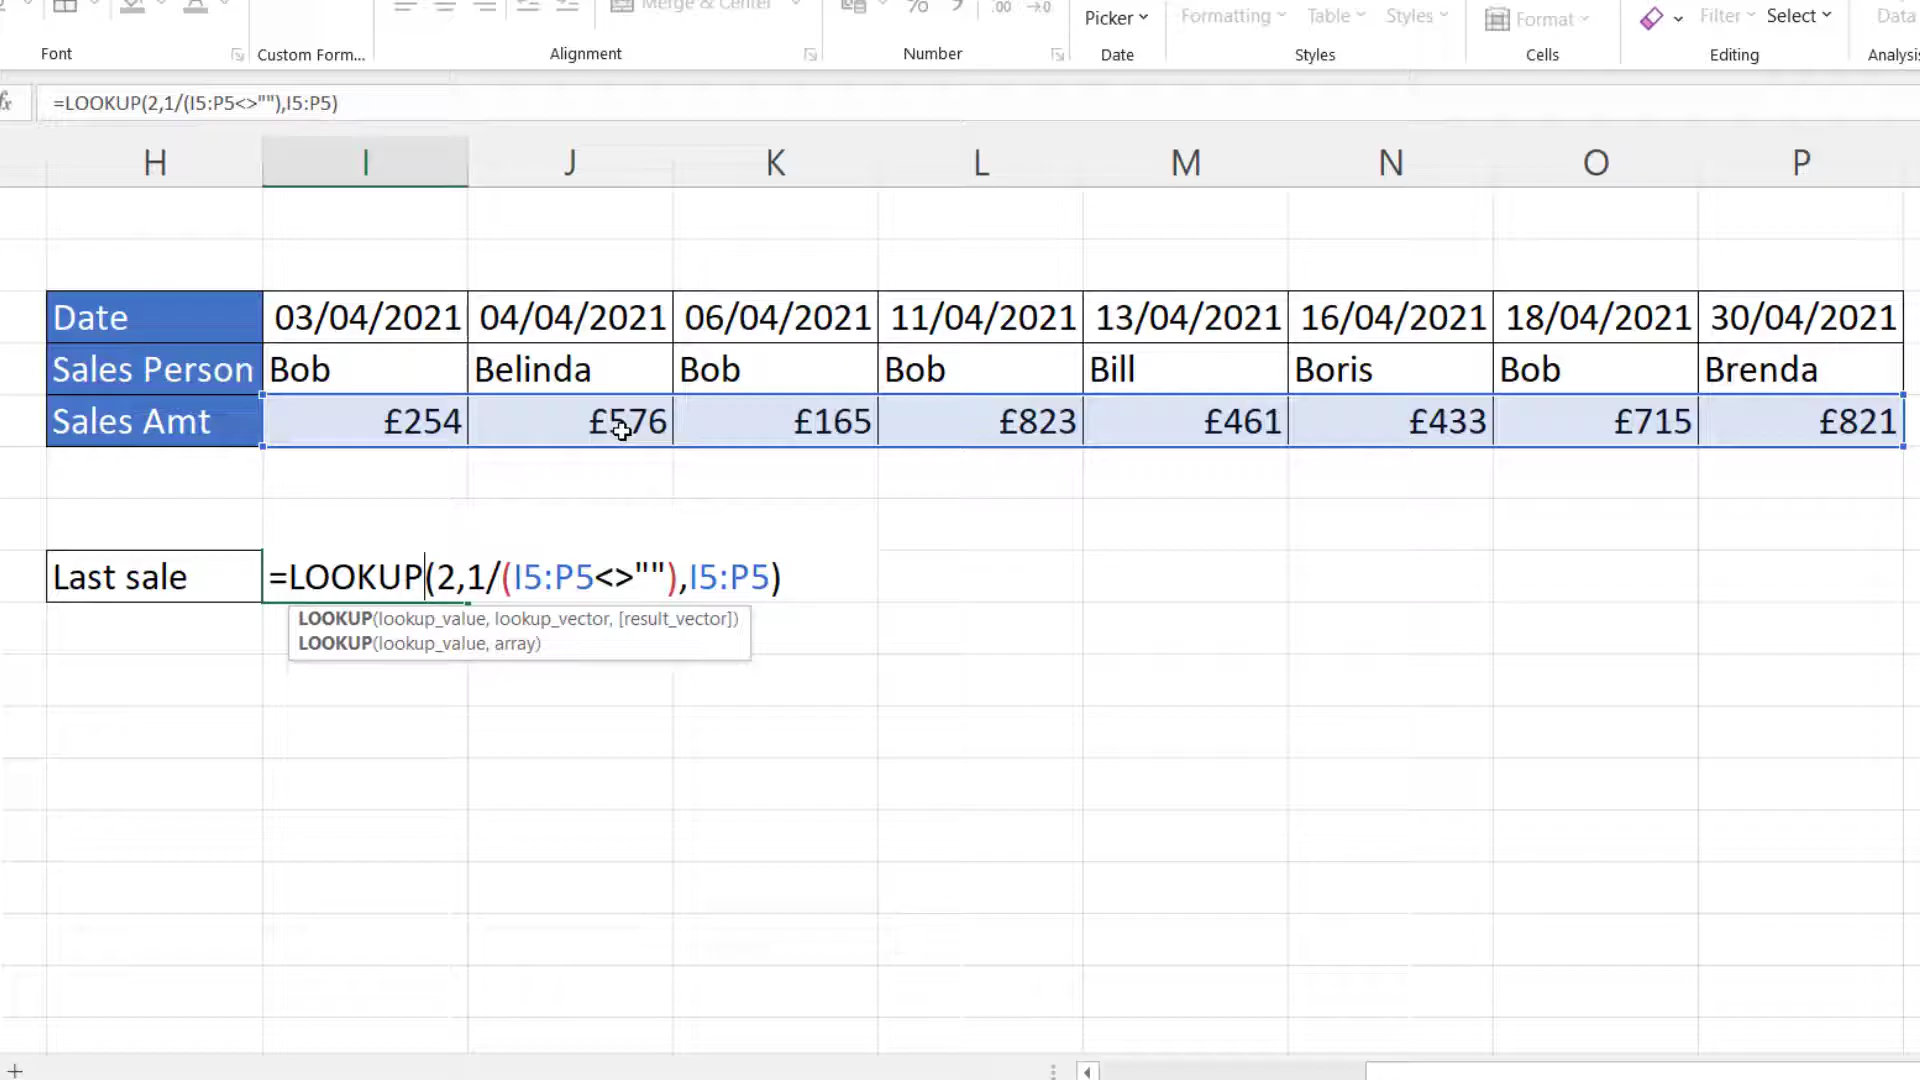 Merge & Center % 9 .00 →0
Picker Formatting Table Styles Format Filter Select Data
Font Custom Form... Alignment Number Date Styles Cells Editing Analysis
fx =LOOKUP(2,1/(I5:P5<>""),I5:P5)
H I J K L M N O P
Date 03/04/2021 04/04/2021 06/04/2021 11/04/2021 13/04/2021 16/04/2021 18/04/2021 30/04/2021
Sales Person Bob Belinda Bob Bob Bill Boris Bob Brenda
Sales Amt £254 £576 £165 £823 £461 £433 £715 £821
Last sale =LOOKUP(2,1/(I5:P5<>""),I5:P5)
LOOKUP(lookup_value, lookup_vector, [result_vector])
LOOKUP(lookup_value, array)